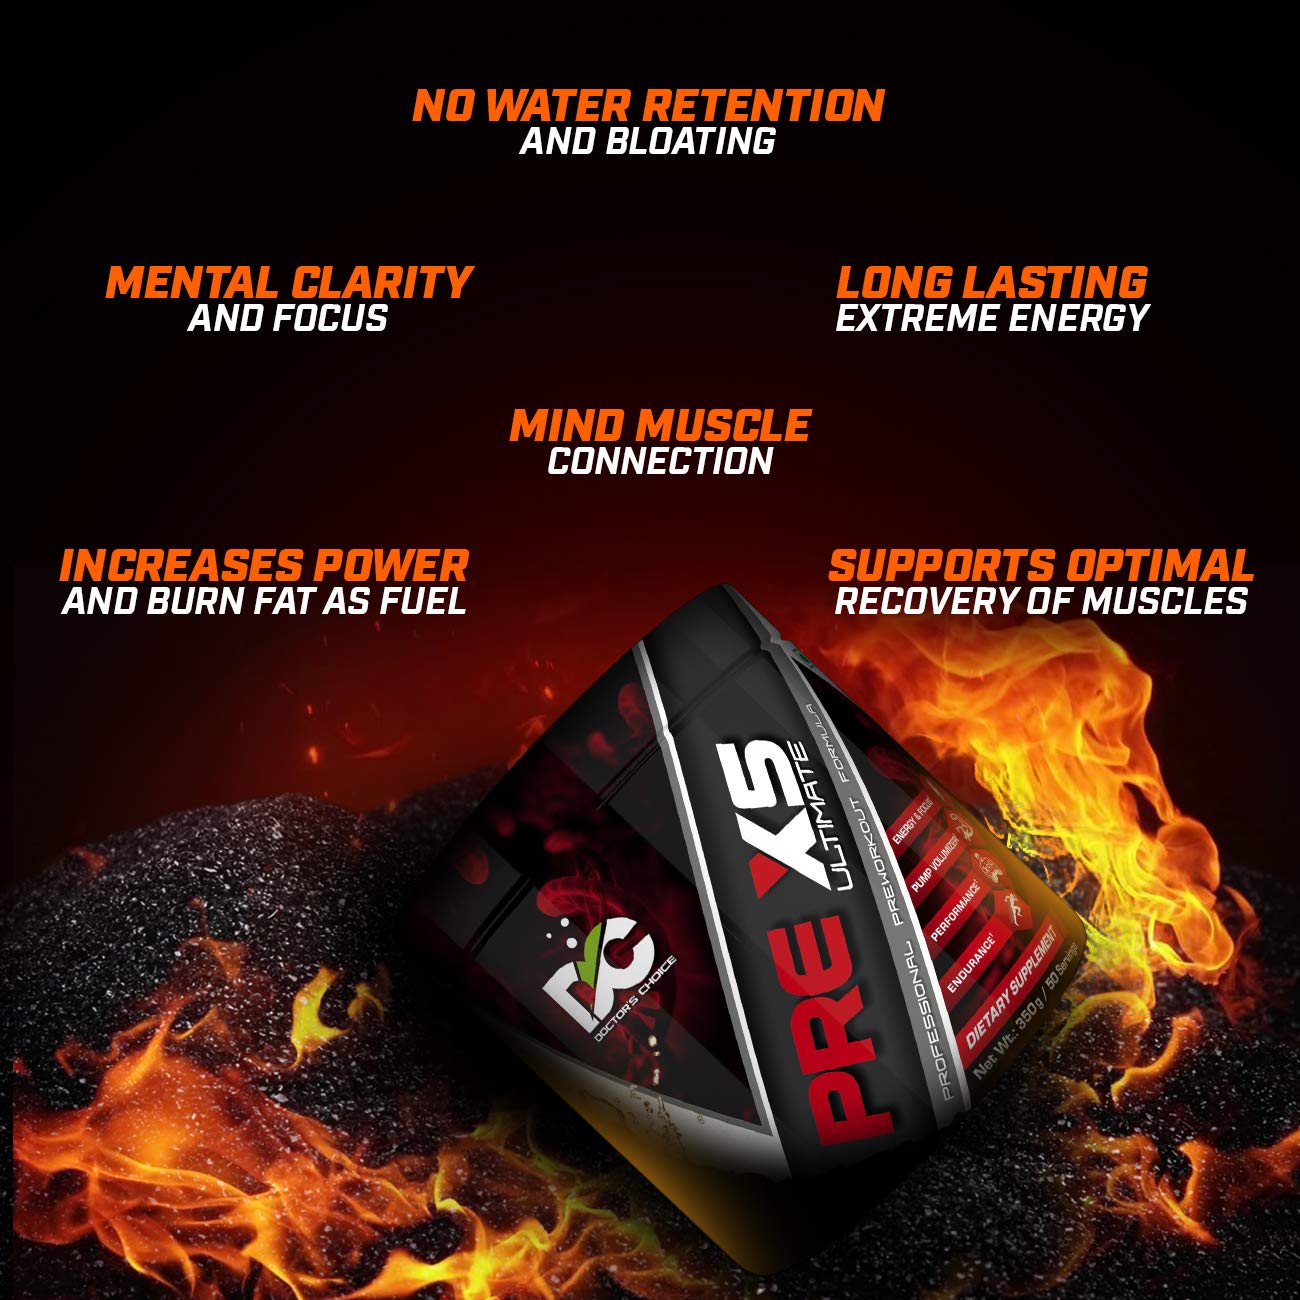 NO WATER RETENTION
AND BLOATING
MENTAL CLARITY
AND FOCUS
LONG LASTING
EXTREME ENERGY
MIND MUSCLE
CONNECTION
INCREASES POWER
AND BURN FAT AS FUEL
SUPPORTS OPTIMAL
RECOVERY OF MUSCLES
DC
DOCTOR'S CHOICE
PRE X5
ULTIMATE
PROFESSIONAL PREWORKOUT FORMULA
ENERGY & FOCUS
PUMP VOLUMIZER
PERFORMANCE†
ENDURANCE†
DIETARY SUPPLEMENT
Net Wt. 350g / 50 Servings